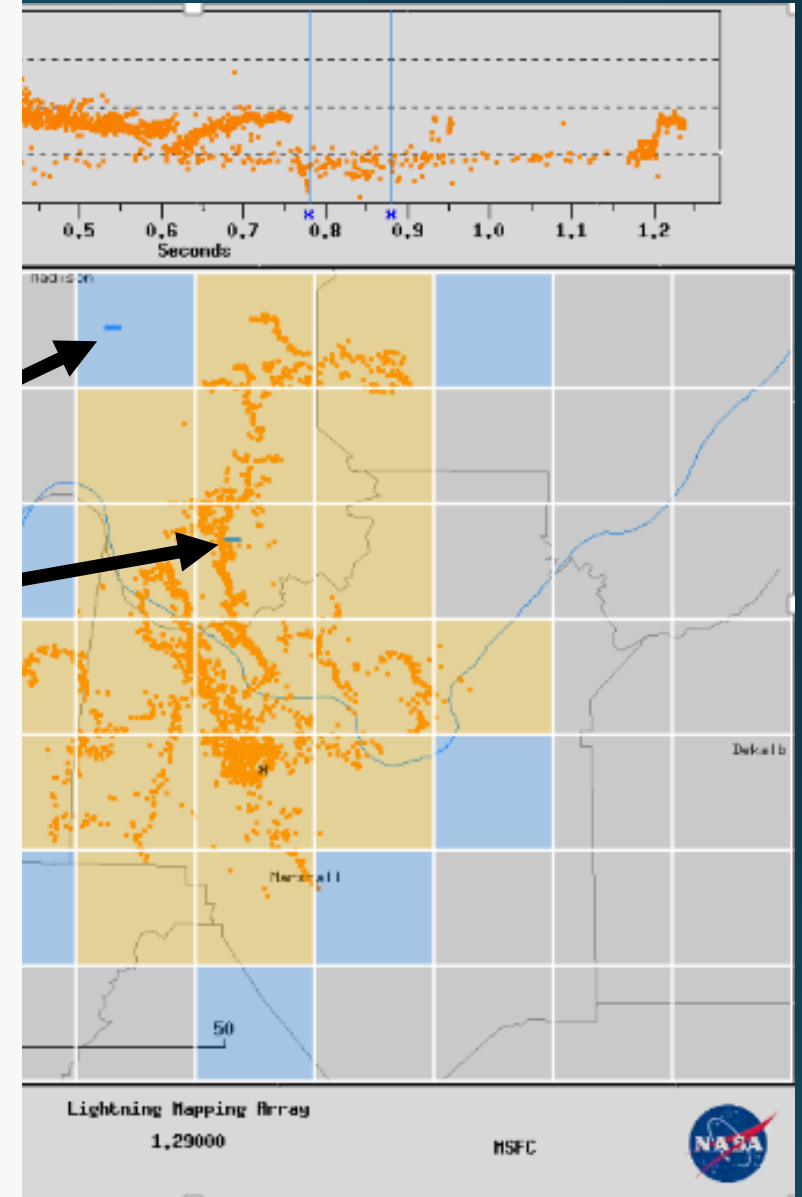 0.5 0.6 0.7 0.8 0.9 1.0 1.1 1.2
Seconds
Madison
Dekalb
Marshall
50
Lightning Mapping Array
1.29000
MSFC
NASA